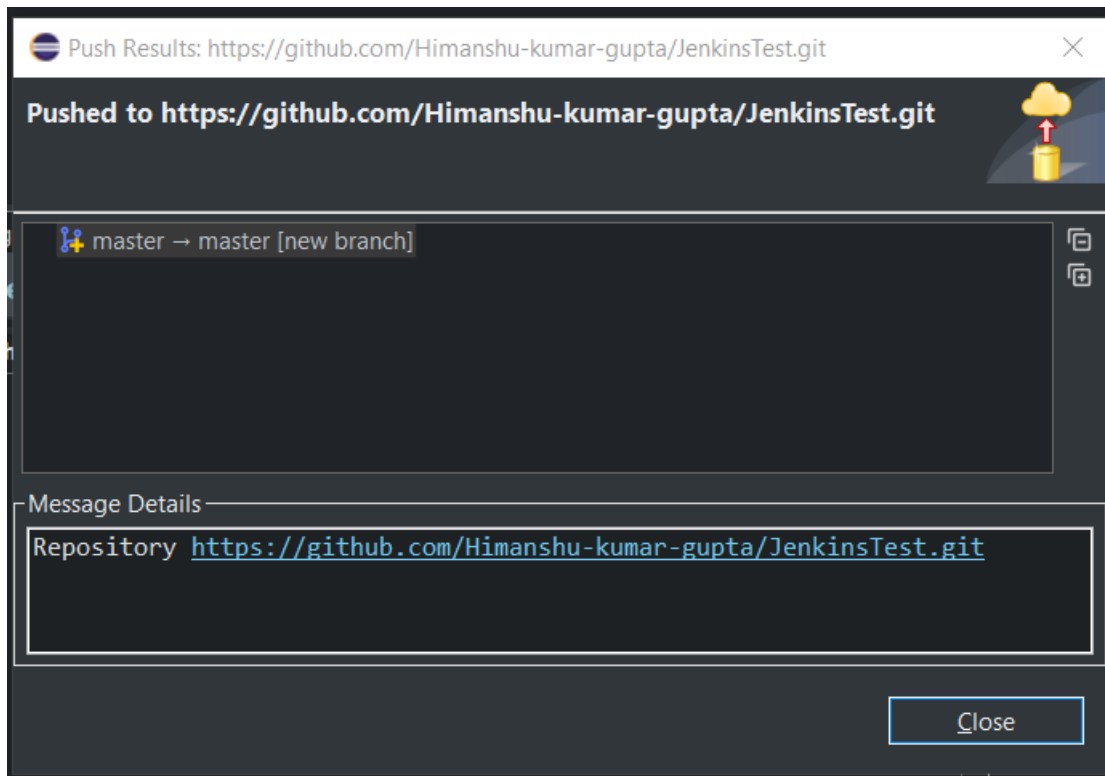 Push Results: https://github.com/Himanshu-kumar-gupta/JenkinsTest.git
Pushed to https://github.com/Himanshu-kumar-gupta/JenkinsTest.git
master → master [new branch]
Message Details
Repository https://github.com/Himanshu-kumar-gupta/JenkinsTest.git
Close